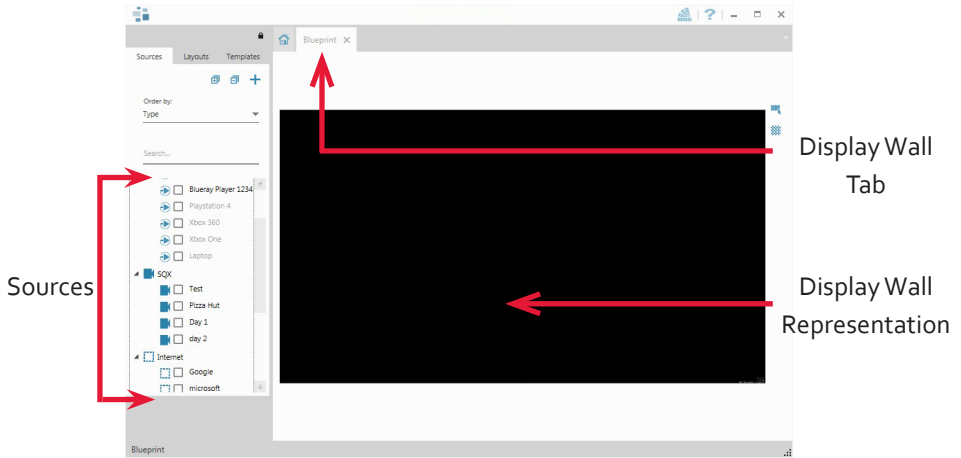 ?
Blueprint
Sources Layouts Templates
Order by:
Type
Search...
Blueray Player 1234
Playstation 4
Xbox 360
Xbox One
Laptop
SQX
Test
Pizza Hut
Day 1
day 2
Internet
Google
microsoft
Blueprint
Sources
Display Wall
Tab
Display Wall
Representation